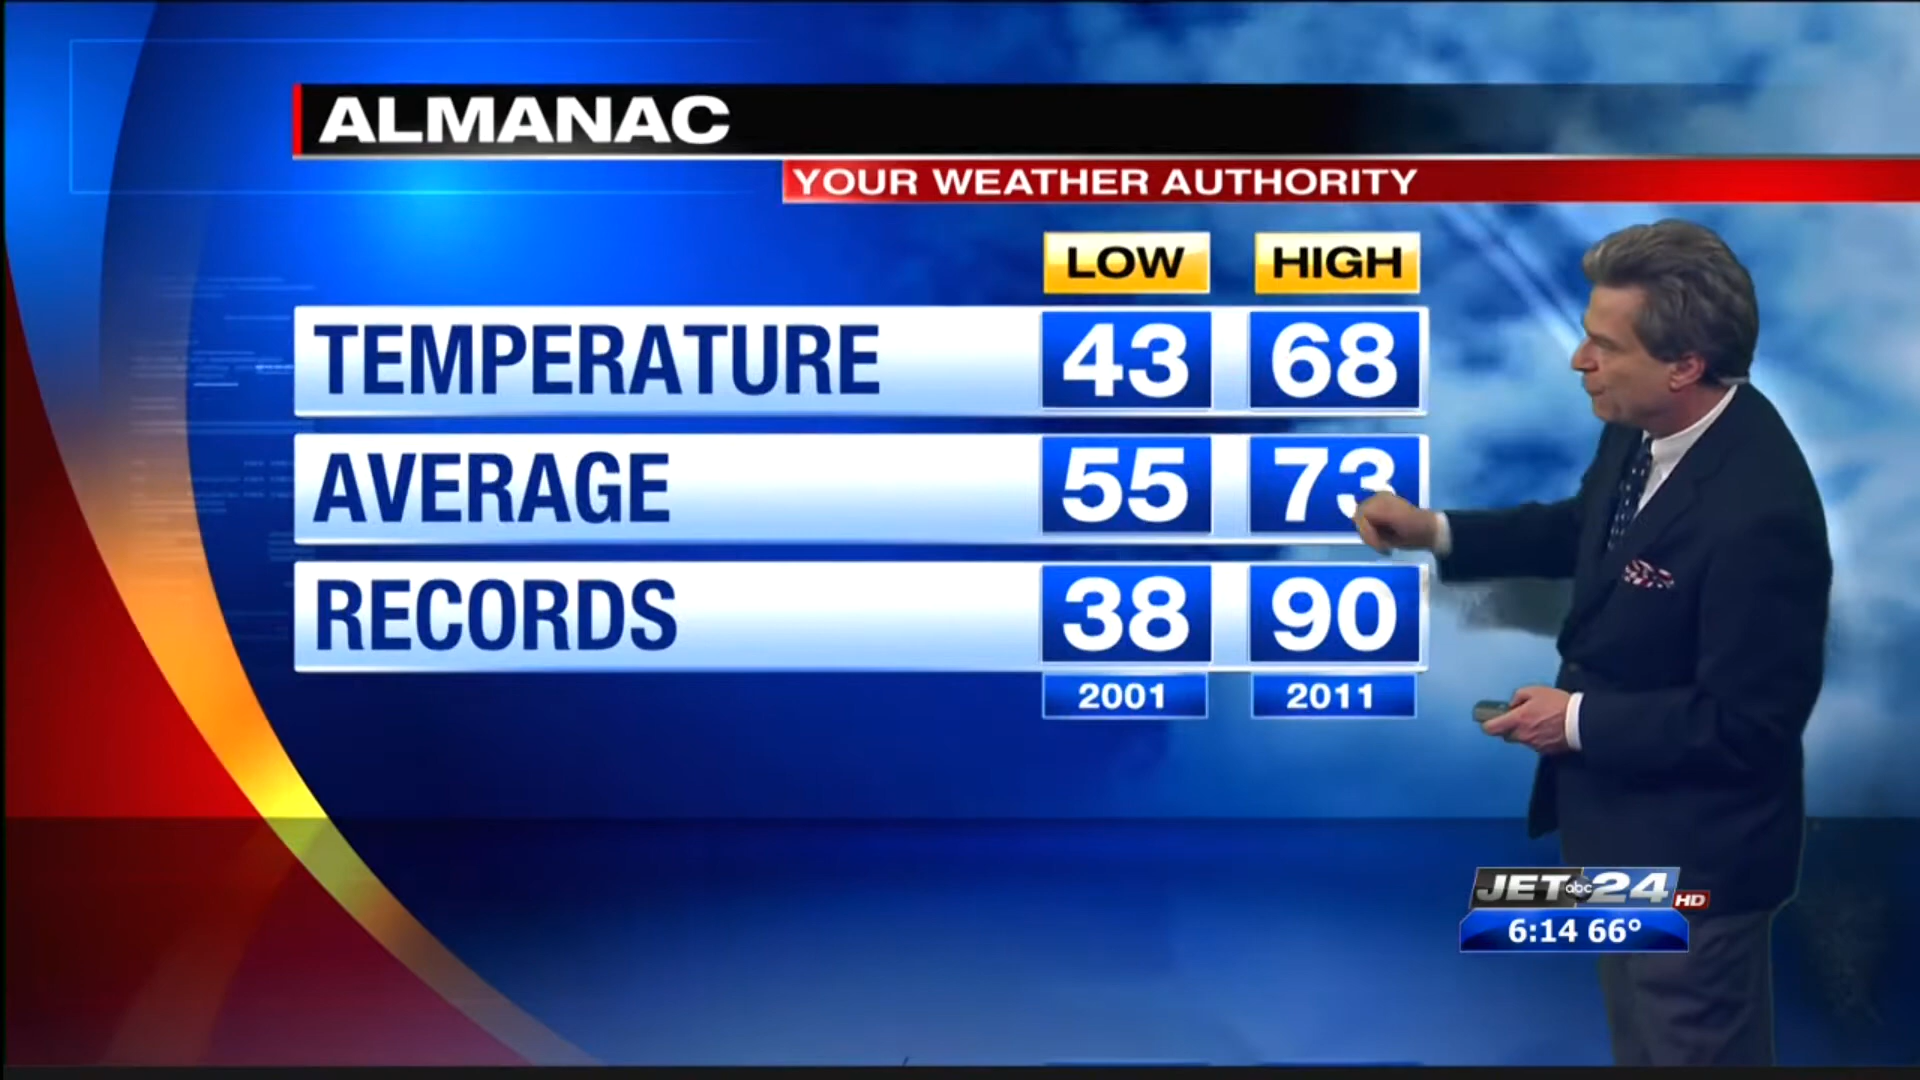 ALMANAC
YOUR WEATHER AUTHORITY
LOW HIGH
TEMPERATURE 43 68
AVERAGE 55 73
RECORDS 38 90
2001 2011
JET abc 24 HD
6:14 66°